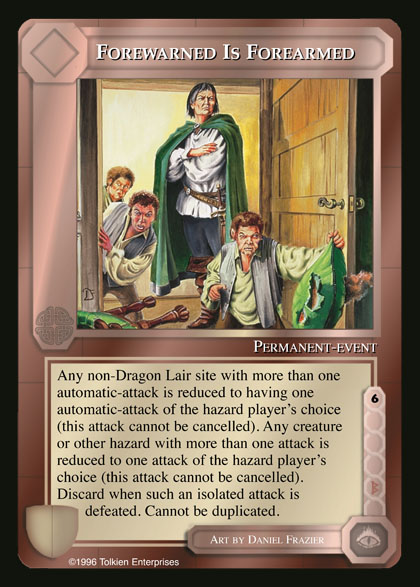 Forewarned Is Forearmed
Permanent-event
Any non-Dragon Lair site with more than one
automatic-attack is reduced to having one
automatic-attack of the hazard player's choice
(this attack cannot be cancelled). Any creature
or other hazard with more than one attack is
reduced to one attack of the hazard player's
choice (this attack cannot be cancelled).
Discard when such an isolated attack is
defeated. Cannot be duplicated.
6
Art by Daniel Frazier
©1996 Tolkien Enterprises